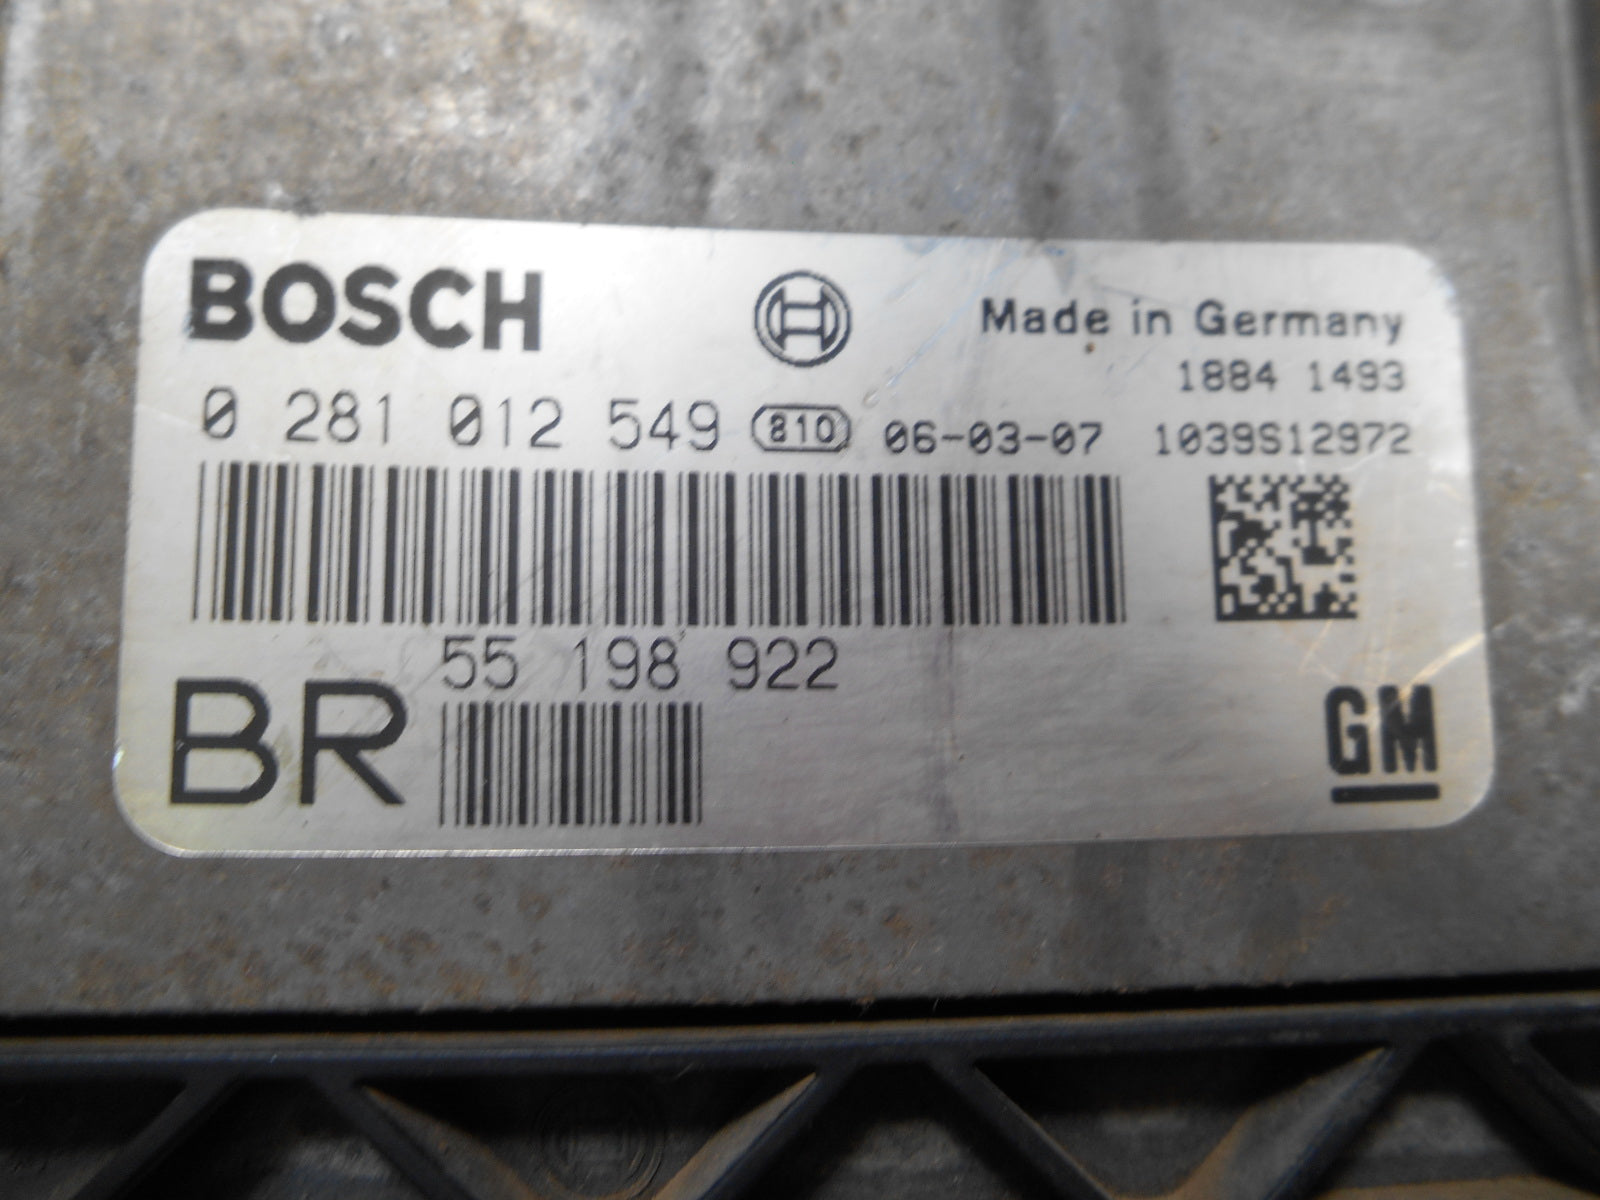 BOSCH
Made in Germany
1884 1493
0 281 012 549 810 06-03-07 1039S12972
55 198 922
BR
GM